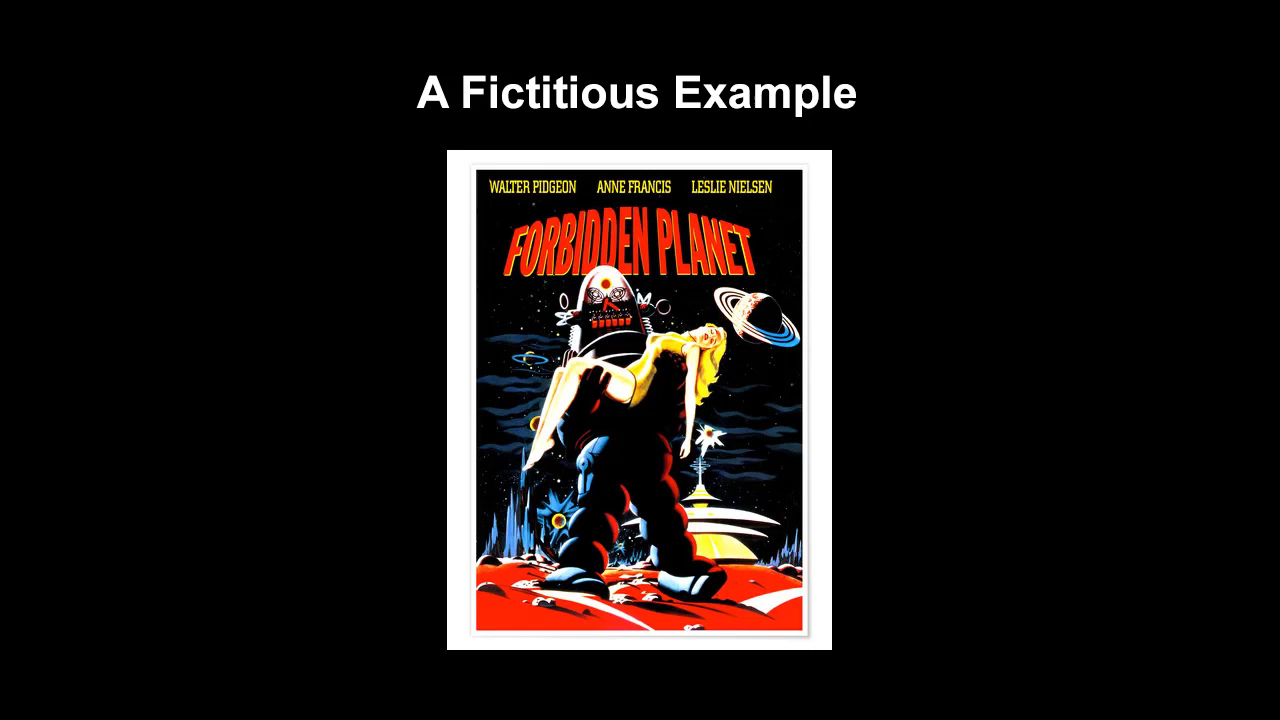 A Fictitious Example
WALTER PIDGEON ANNE FRANCIS LESLIE NIELSEN
FORBIDDEN PLANET